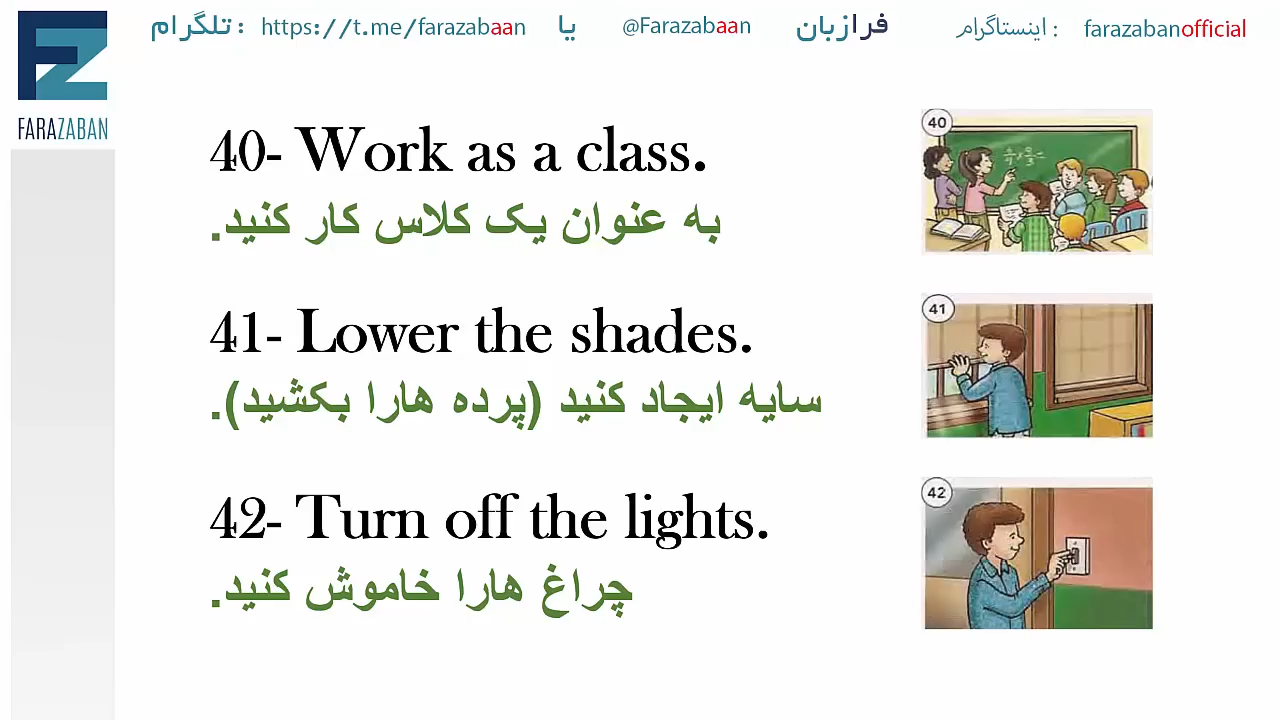 تلگرام : https://t.me/farazabaan یا @Farazabaan فرازبان اینستاگرام : farazabanofficial
FZ
FARAZABAN
40- Work as a class.
به عنوان یک کلاس کار کنید.
40
41- Lower the shades.
سایه ایجاد کنید (پرده هارا بکشید).
41
42- Turn off the lights.
چراغ هارا خاموش کنید.
42